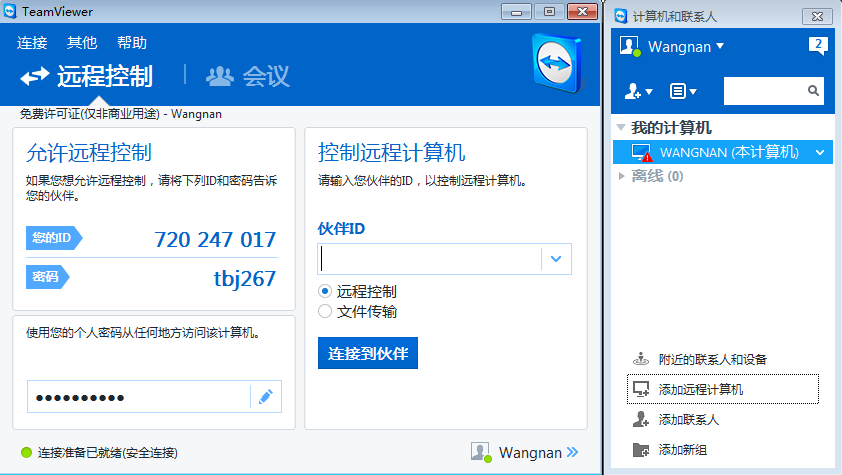 TeamViewer
连接 其他 帮助
远程控制 会议
免费许可证(仅非商业用途) - Wangnan
允许远程控制
如果您想允许远程控制，请将下列ID和密码告诉
您的伙伴。
您的ID 720 247 017
密码 tbj267
使用您的个人密码从任何地方访问该计算机。
控制远程计算机
请输入您伙伴的ID，以控制远程计算机。
伙伴ID
远程控制
文件传输
连接到伙伴
连接准备已就绪(安全连接)
Wangnan
计算机和联系人
Wangnan 2
我的计算机
WANGNAN (本计算机)
离线 (0)
附近的联系人和设备
添加远程计算机
添加联系人
添加新组